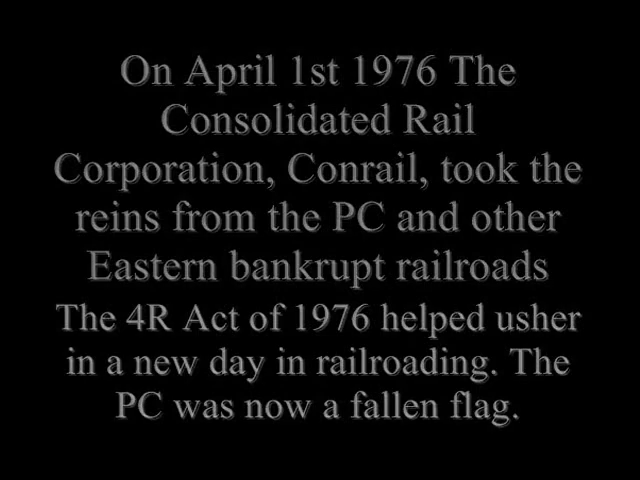 On April 1st 1976 The
Consolidated Rail
Corporation, Conrail, took the
reins from the PC and other
Eastern bankrupt railroads
The 4R Act of 1976 helped usher
in a new day in railroading. The
PC was now a fallen flag.